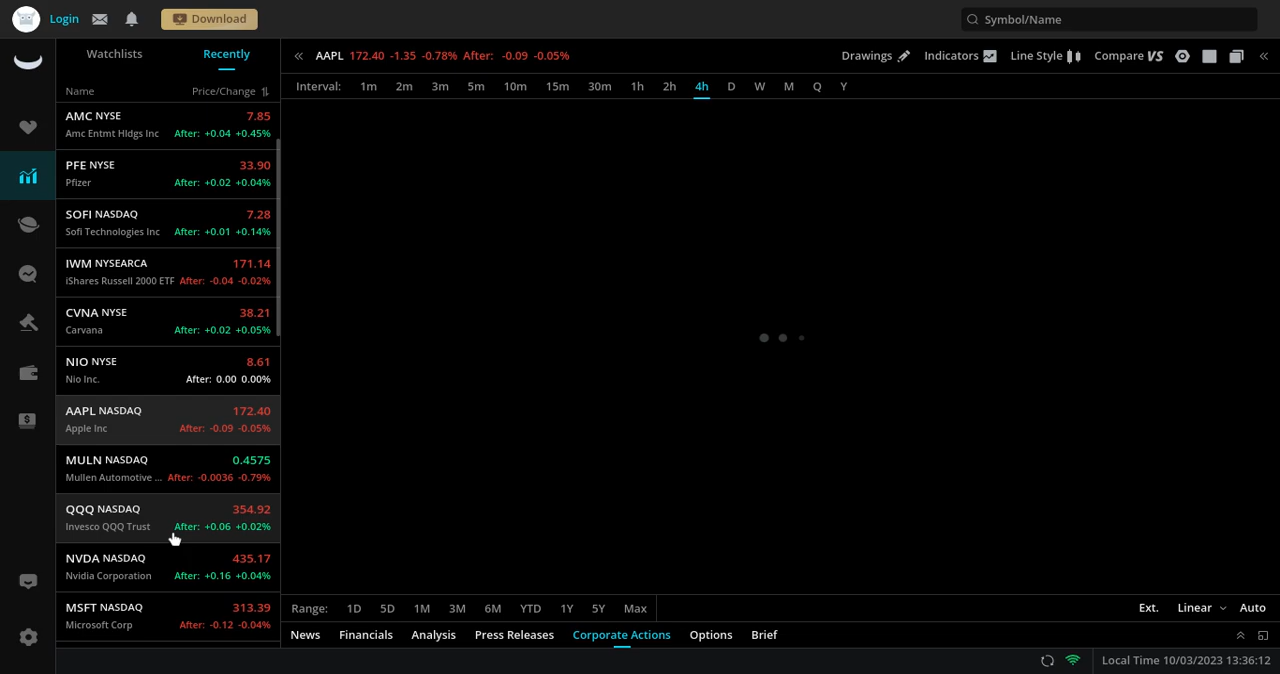 Login
Download
Symbol/Name
Watchlists Recently
Name Price/Change
AMC NYSE 7.85
Amc Entmt Hldgs Inc After: +0.04 +0.45%
PFE NYSE 33.90
Pfizer After: +0.02 +0.04%
SOFI NASDAQ 7.28
Sofi Technologies Inc After: +0.01 +0.14%
IWM NYSEARCA 171.14
iShares Russell 2000 ETF After: -0.04 -0.02%
CVNA NYSE 38.21
Carvana After: +0.02 +0.05%
NIO NYSE 8.61
Nio Inc. After: 0.00 0.00%
AAPL NASDAQ 172.40
Apple Inc After: -0.09 -0.05%
MULN NASDAQ 0.4575
Mullen Automotive ... After: -0.0036 -0.79%
QQQ NASDAQ 354.92
Invesco QQQ Trust After: +0.06 +0.02%
NVDA NASDAQ 435.17
Nvidia Corporation After: +0.16 +0.04%
MSFT NASDAQ 313.39
Microsoft Corp After: -0.12 -0.04%
AAPL 172.40 -1.35 -0.78% After: -0.09 -0.05%
Drawings Indicators Line Style Compare VS
Interval: 1m 2m 3m 5m 10m 15m 30m 1h 2h 4h D W M Q Y
Range: 1D 5D 1M 3M 6M YTD 1Y 5Y Max
Ext. Linear Auto
News Financials Analysis Press Releases Corporate Actions Options Brief
Local Time 10/03/2023 13:36:12